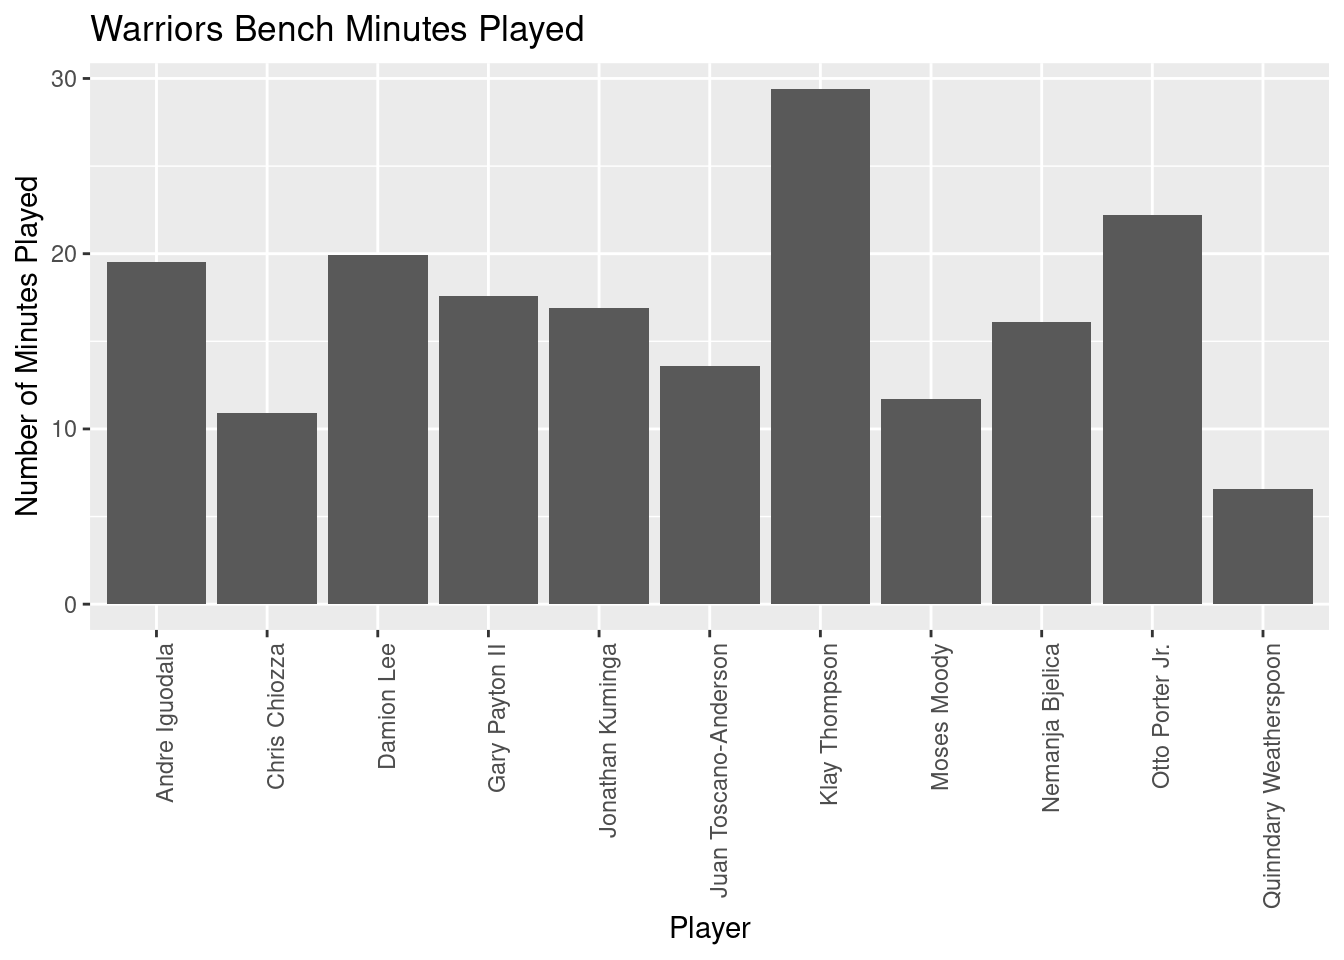 Warriors Bench Minutes Played
Number of Minutes Played
30
20
10
0
Andre Iguodala
Chris Chiozza
Damion Lee
Gary Payton II
Jonathan Kuminga
Juan Toscano-Anderson
Klay Thompson
Moses Moody
Nemanja Bjelica
Otto Porter Jr.
Quinndary Weatherspoon
Player